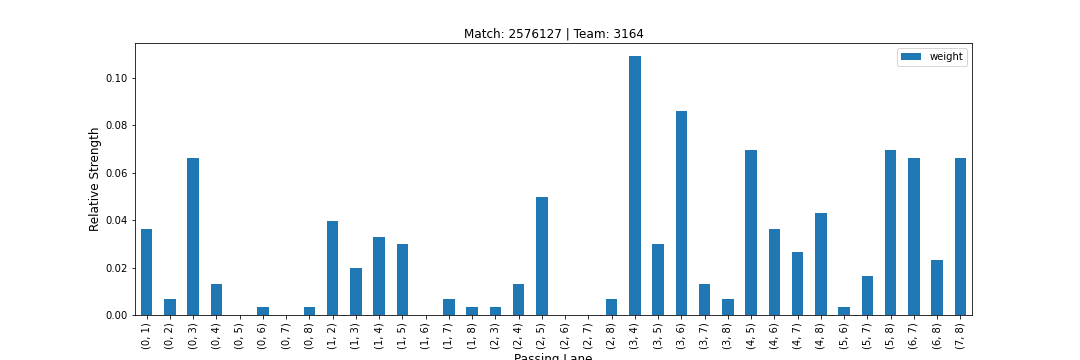 Match: 2576127 | Team: 3164
weight
Relative Strength
0.10
0.08
0.06
0.04
0.02
0.00
(0, 1) (0, 2) (0, 3) (0, 4) (0, 5) (0, 6) (0, 7) (0, 8) (1, 2) (1, 3) (1, 4) (1, 5) (1, 6) (1, 7) (1, 8) (2, 3) (2, 4) (2, 5) (2, 6) (2, 7) (2, 8) (3, 4) (3, 5) (3, 6) (3, 7) (3, 8) (4, 5) (4, 6) (4, 7) (4, 8) (5, 6) (5, 7) (5, 8) (6, 7) (6, 8) (7, 8)
Passing Lane